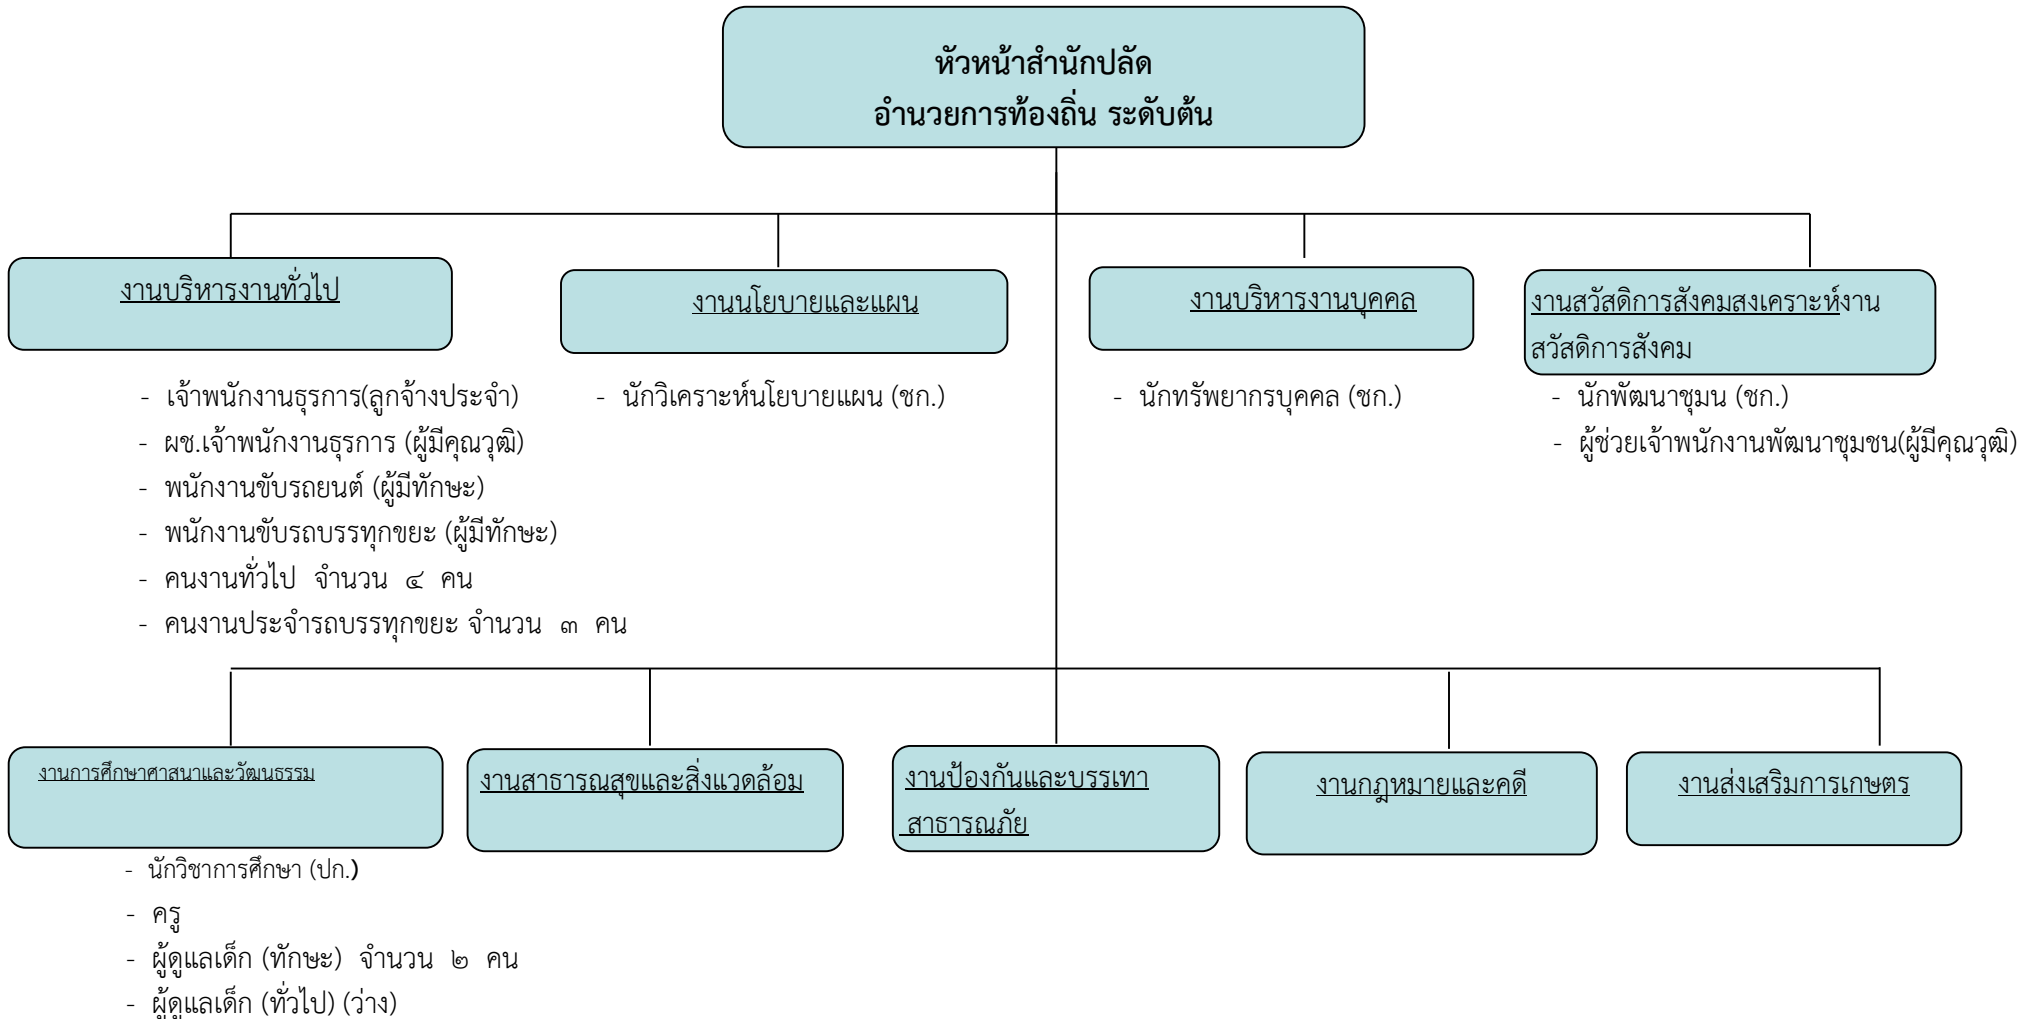 หัวหน้าสำนักปลัด
อำนวยการท้องถิ่น ระดับต้น
งานบริหารงานทั่วไป
- เจ้าพนักงานธุรการ(ลูกจ้างประจำ)
- ผช.เจ้าพนักงานธุรการ (ผู้มีคุณวุฒิ)
- พนักงานขับรถยนต์ (ผู้มีทักษะ)
- พนักงานขับรถบรรทุกขยะ (ผู้มีทักษะ)
- คนงานทั่วไป จำนวน ๔ คน
- คนงานประจำรถบรรทุกขยะ จำนวน ๓ คน
งานนโยบายและแผน
- นักวิเคราะห์นโยบายแผน (ชก.)
งานบริหารงานบุคคล
- นักทรัพยากรบุคคล (ชก.)
งานสวัสดิการสังคมสงเคราะห์งาน
สวัสดิการสังคม
- นักพัฒนาชุมน (ชก.)
- ผู้ช่วยเจ้าพนักงานพัฒนาชุมชน(ผู้มีคุณวุฒิ)
งานการศึกษาศาสนาและวัฒนธรรม
- นักวิชาการศึกษา (ปก.)
- ครู
- ผู้ดูแลเด็ก (ทักษะ) จำนวน ๒ คน
- ผู้ดูแลเด็ก (ทั่วไป) (ว่าง)
งานสาธารณสุขและสิ่งแวดล้อม
งานป้องกันและบรรเทา
สาธารณภัย
งานกฎหมายและคดี
งานส่งเสริมการเกษตร